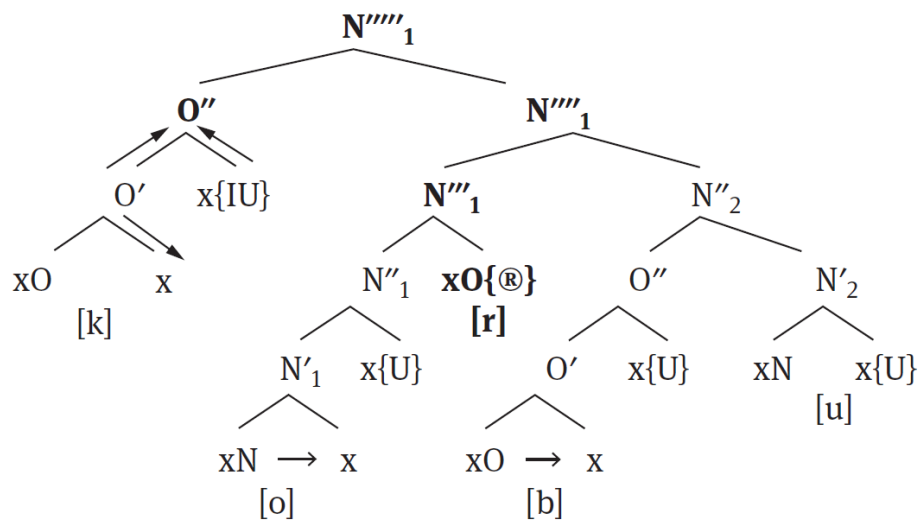 N′′′′′₁
O″ N″″₁
O′ x{IU} N‴₁ N″₂
xO x N″₁ xO{®} O″ N′₂
[k] [r]
N′₁ x{U} O′ x{U} xN x{U}
[u]
xN → x xO → x
[o] [b]